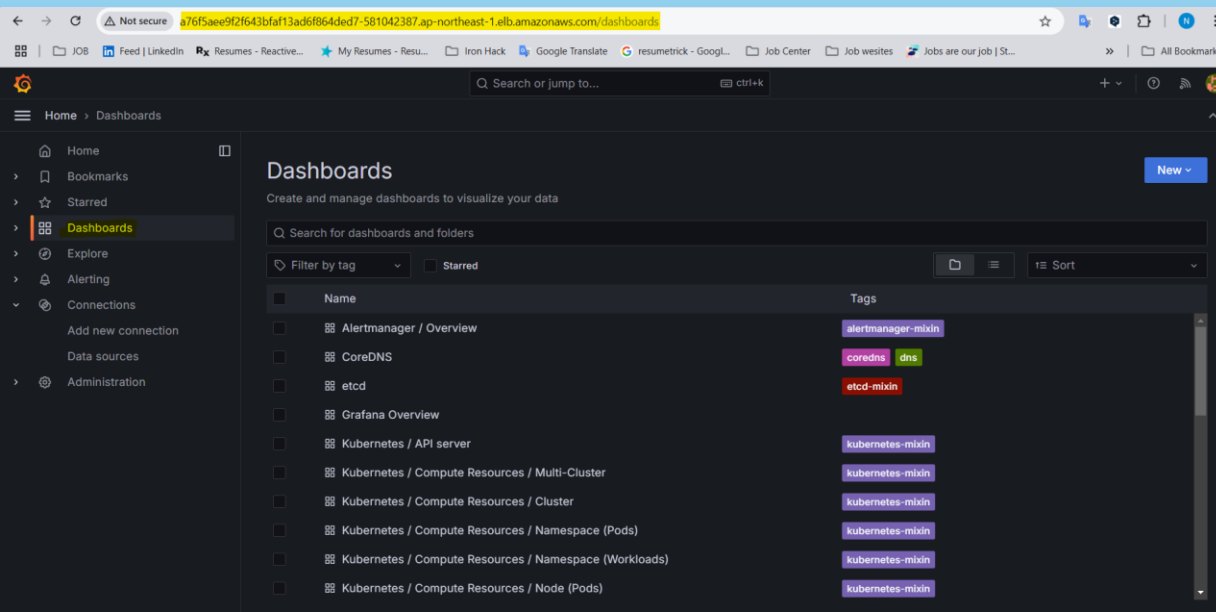 Not secure a76f5aee9f2f643bfaf13ad6f864ded7-581042387.ap-northeast-1.elb.amazonaws.com/dashboards N
JOB Feed | LinkedIn Rx Resumes - Reactive... My Resumes - Resu... Iron Hack Google Translate resumetrick - Googl... Job Center Job wesites Jobs are our job | St... » All Bookmark
Search or jump to... ctrl+k
Home › Dashboards
Home
Bookmarks
Starred
Dashboards
Explore
Alerting
Connections
Add new connection
Data sources
Administration
Dashboards
New
Create and manage dashboards to visualize your data
Search for dashboards and folders
Filter by tag Starred Sort
Name Tags
Alertmanager / Overview alertmanager-mixin
CoreDNS coredns dns
etcd etcd-mixin
Grafana Overview
Kubernetes / API server kubernetes-mixin
Kubernetes / Compute Resources / Multi-Cluster kubernetes-mixin
Kubernetes / Compute Resources / Cluster kubernetes-mixin
Kubernetes / Compute Resources / Namespace (Pods) kubernetes-mixin
Kubernetes / Compute Resources / Namespace (Workloads) kubernetes-mixin
Kubernetes / Compute Resources / Node (Pods) kubernetes-mixin